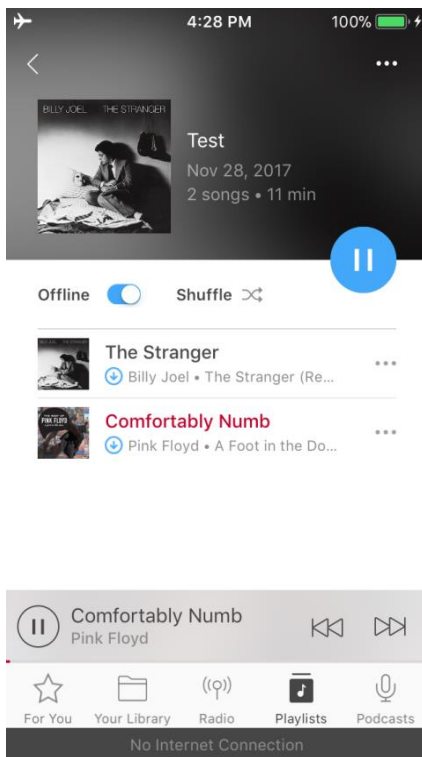 4:28 PM 100%
BILLY JOEL THE STRANGER
Test
Nov 28, 2017
2 songs • 11 min
Offline Shuffle
The Stranger
Billy Joel • The Stranger (Re...
PINK FLOYD
Comfortably Numb
Pink Floyd • A Foot in the Do...
Comfortably Numb
Pink Floyd
For You Your Library Radio Playlists Podcasts
No Internet Connection